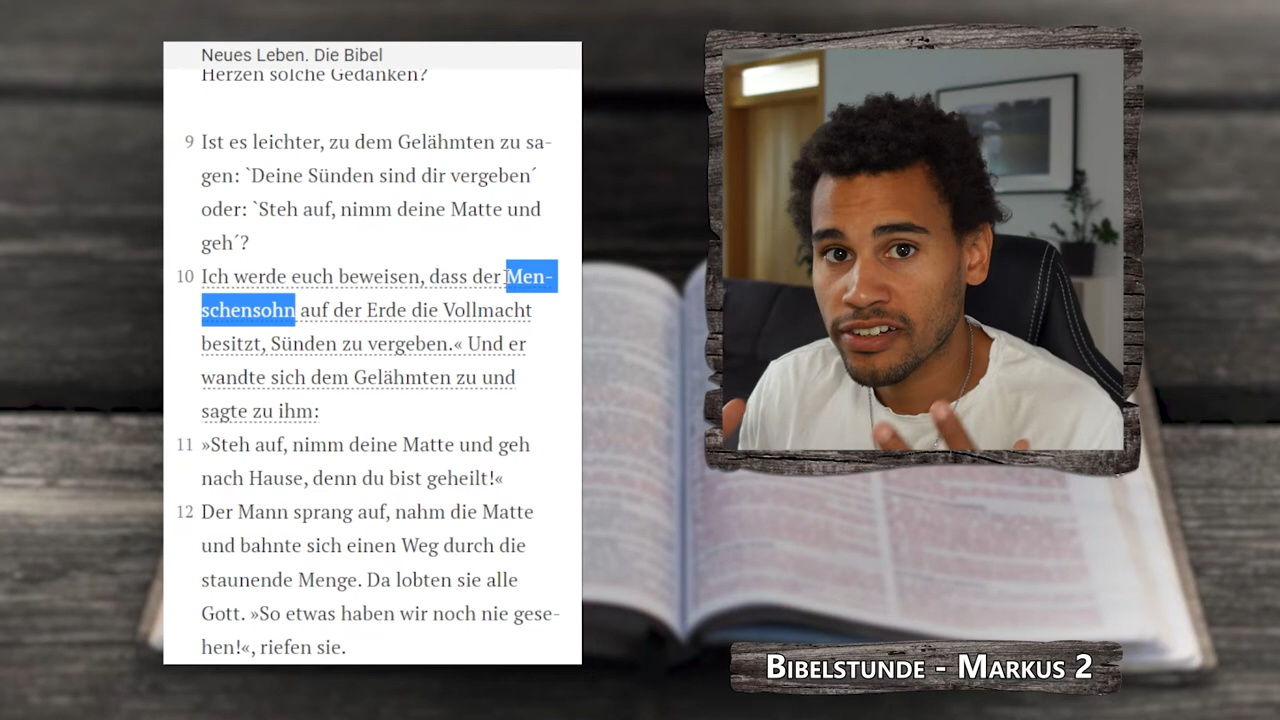 Neues Leben. Die Bibel
Herzen solche Gedanken?
9 Ist es leichter, zu dem Gelähmten zu sa-
gen: `Deine Sünden sind dir vergeben´
oder: `Steh auf, nimm deine Matte und
geh´?
10 Ich werde euch beweisen, dass der Men-
schensohn auf der Erde die Vollmacht
besitzt, Sünden zu vergeben.« Und er
wandte sich dem Gelähmten zu und
sagte zu ihm:
11 »Steh auf, nimm deine Matte und geh
nach Hause, denn du bist geheilt!«
12 Der Mann sprang auf, nahm die Matte
und bahnte sich einen Weg durch die
staunende Menge. Da lobten sie alle
Gott. »So etwas haben wir noch nie gese-
hen!«, riefen sie.
Bibelstunde - Markus 2